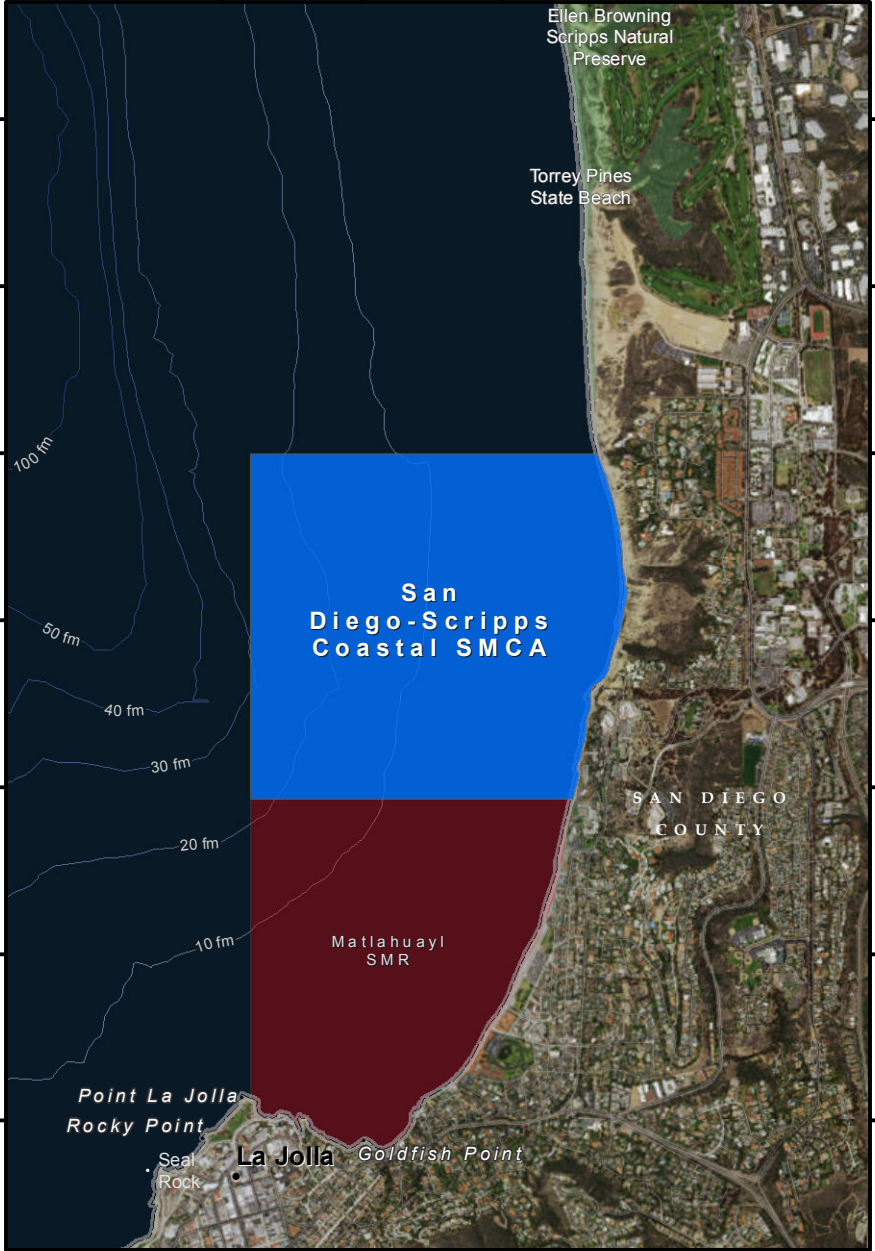 Ellen Browning
Scripps Natural
Preserve
Torrey Pines
State Beach
100 fm
San
Diego-Scripps
Coastal SMCA
50 fm
40 fm
30 fm
SAN DIEGO
COUNTY
20 fm
10 fm
Matlahuayl
SMR
Point La Jolla
Rocky Point
Seal
Rock
La Jolla
Goldfish Point